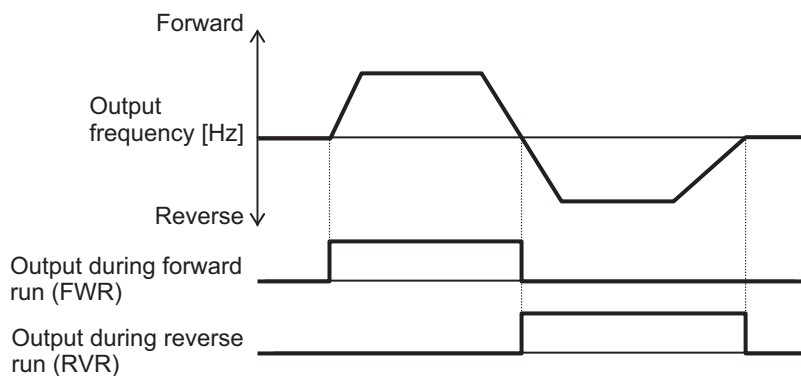 Forward
Output
frequency [Hz]
Reverse
Output during forward
run (FWR)
Output during reverse
run (RVR)